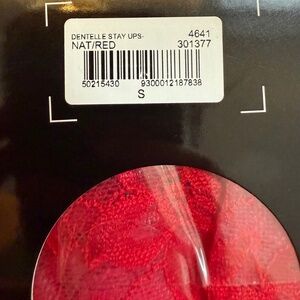 DENTELLE STAY UPS- 4641
NAT/RED 301377
50215430 9300012187838
S